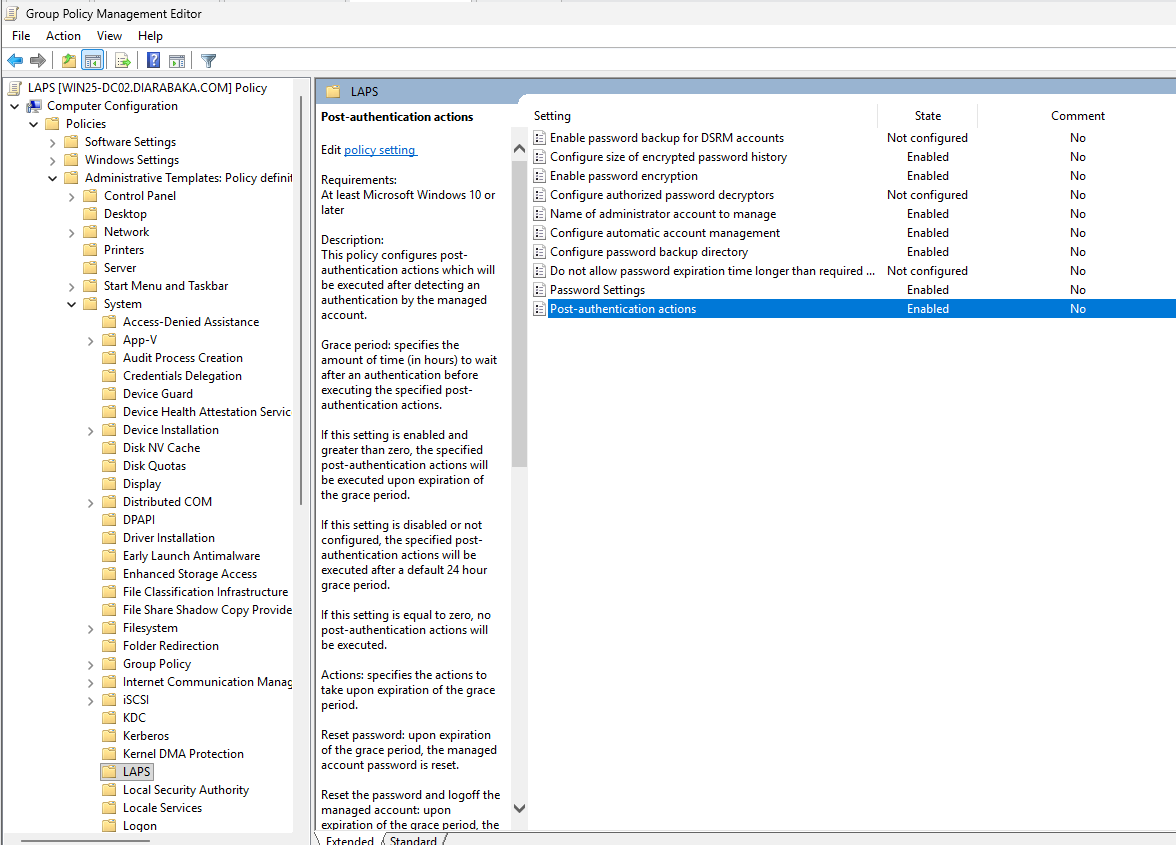 Group Policy Management Editor
File Action View Help
LAPS [WIN25-DC02.DIARABAKA.COM] Policy
Computer Configuration
Policies
Software Settings
Windows Settings
Administrative Templates: Policy definit
Control Panel
Desktop
Network
Printers
Server
Start Menu and Taskbar
System
Access-Denied Assistance
App-V
Audit Process Creation
Credentials Delegation
Device Guard
Device Health Attestation Servic
Device Installation
Disk NV Cache
Disk Quotas
Display
Distributed COM
DPAPI
Driver Installation
Early Launch Antimalware
Enhanced Storage Access
File Classification Infrastructure
File Share Shadow Copy Provide
Filesystem
Folder Redirection
Group Policy
Internet Communication Manag
iSCSI
KDC
Kerberos
Kernel DMA Protection
LAPS
Local Security Authority
Locale Services
Logon
LAPS
Post-authentication actions
Edit policy setting
Requirements:
At least Microsoft Windows 10 or
later
Description:
This policy configures post-
authentication actions which will
be executed after detecting an
authentication by the managed
account.
Grace period: specifies the
amount of time (in hours) to wait
after an authentication before
executing the specified post-
authentication actions.
If this setting is enabled and
greater than zero, the specified
post-authentication actions will
be executed upon expiration of
the grace period.
If this setting is disabled or not
configured, the specified post-
authentication actions will be
executed after a default 24 hour
grace period.
If this setting is equal to zero, no
post-authentication actions will
be executed.
Actions: specifies the actions to
take upon expiration of the grace
period.
Reset password: upon expiration
of the grace period, the managed
account password is reset.
Reset the password and logoff the
managed account: upon
expiration of the grace period, the
Setting State Comment
Enable password backup for DSRM accounts Not configured No
Configure size of encrypted password history Enabled No
Enable password encryption Enabled No
Configure authorized password decryptors Not configured No
Name of administrator account to manage Enabled No
Configure automatic account management Enabled No
Configure password backup directory Enabled No
Do not allow password expiration time longer than required ... Not configured No
Password Settings Enabled No
Post-authentication actions Enabled No
Extended Standard